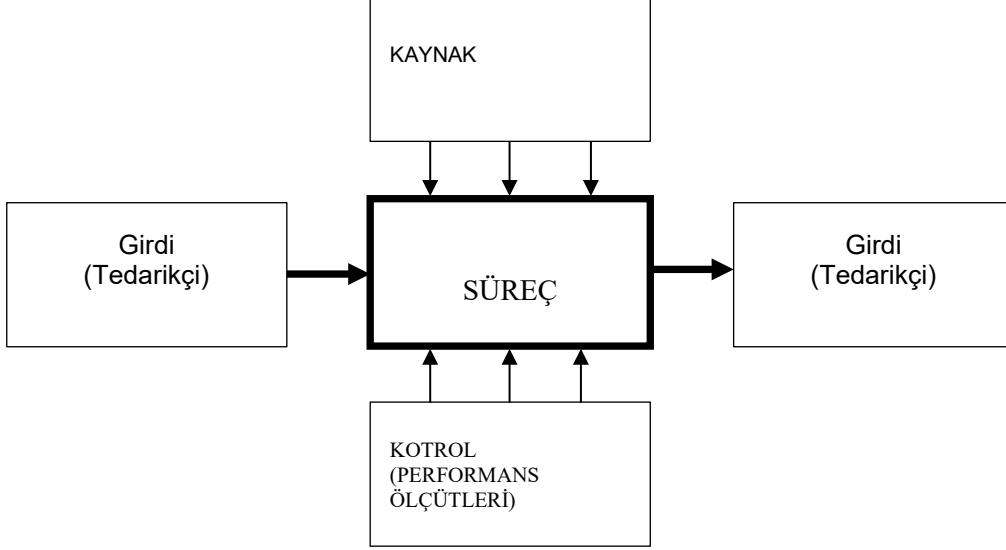 KAYNAK
Girdi
(Tedarikçi)
SÜREÇ
Girdi
(Tedarikçi)
KOTROL
(PERFORMANS
ÖLÇÜTLERİ)